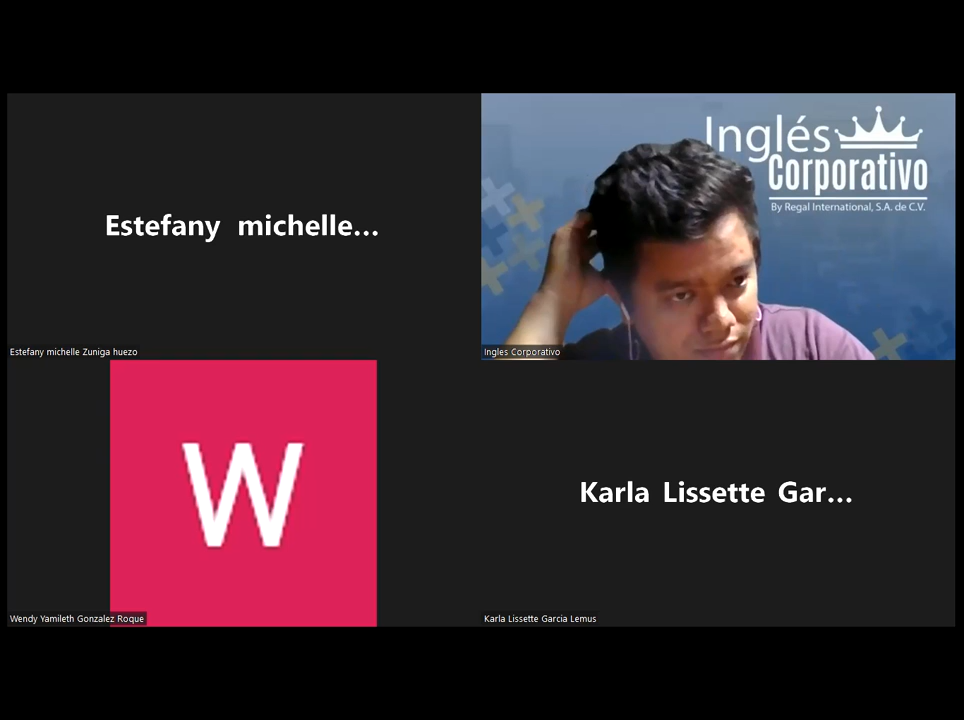 Estefany michelle...
Estefany michelle Zuniga huezo
Inglés
Corporativo
By Regal International, S.A. de C.V.
Ingles Corporativo
W
Wendy Yamileth Gonzalez Roque
Karla Lissette Gar...
Karla Lissette Garcia Lemus